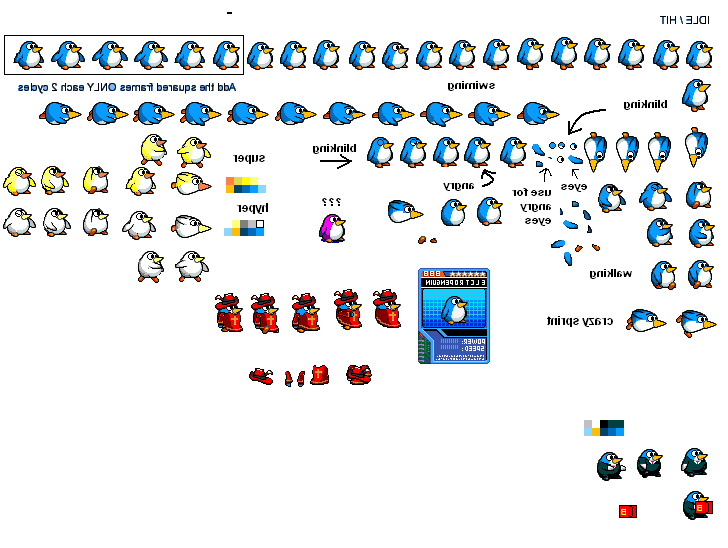 IDLE / HIT
Add the squared frames ONLY each 2 cycles
swiming
blinking
blinking
super
angry
eyes
use for
angry
eyes
hyper
???
walking
BBB
ELECTROPENGUIN
POWER:
SPEED:
crazy sprint
B
B